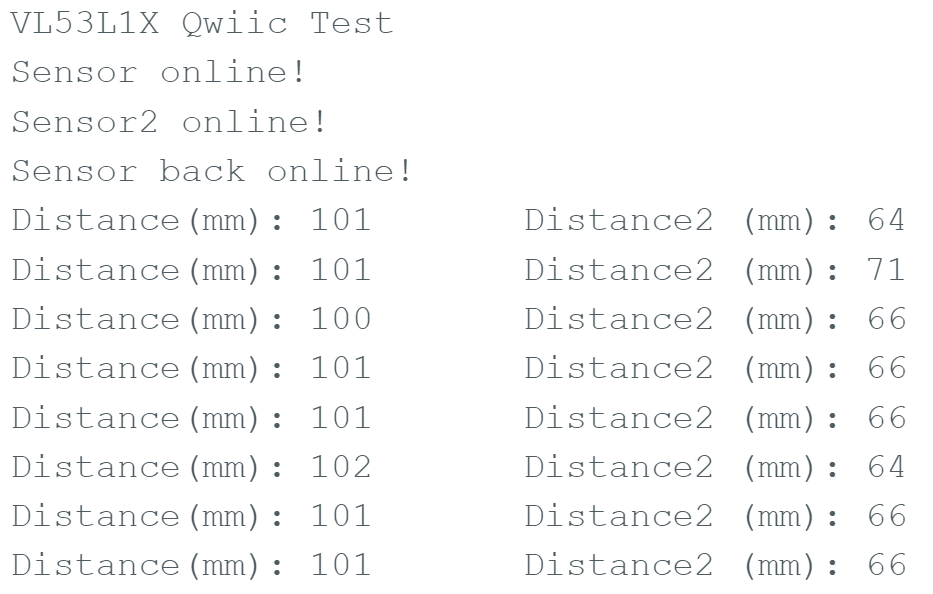 VL53L1X Qwiic Test
Sensor online!
Sensor2 online!
Sensor back online!
Distance(mm): 101 Distance2 (mm): 64
Distance(mm): 101 Distance2 (mm): 71
Distance(mm): 100 Distance2 (mm): 66
Distance(mm): 101 Distance2 (mm): 66
Distance(mm): 101 Distance2 (mm): 66
Distance(mm): 102 Distance2 (mm): 64
Distance(mm): 101 Distance2 (mm): 66
Distance(mm): 101 Distance2 (mm): 66